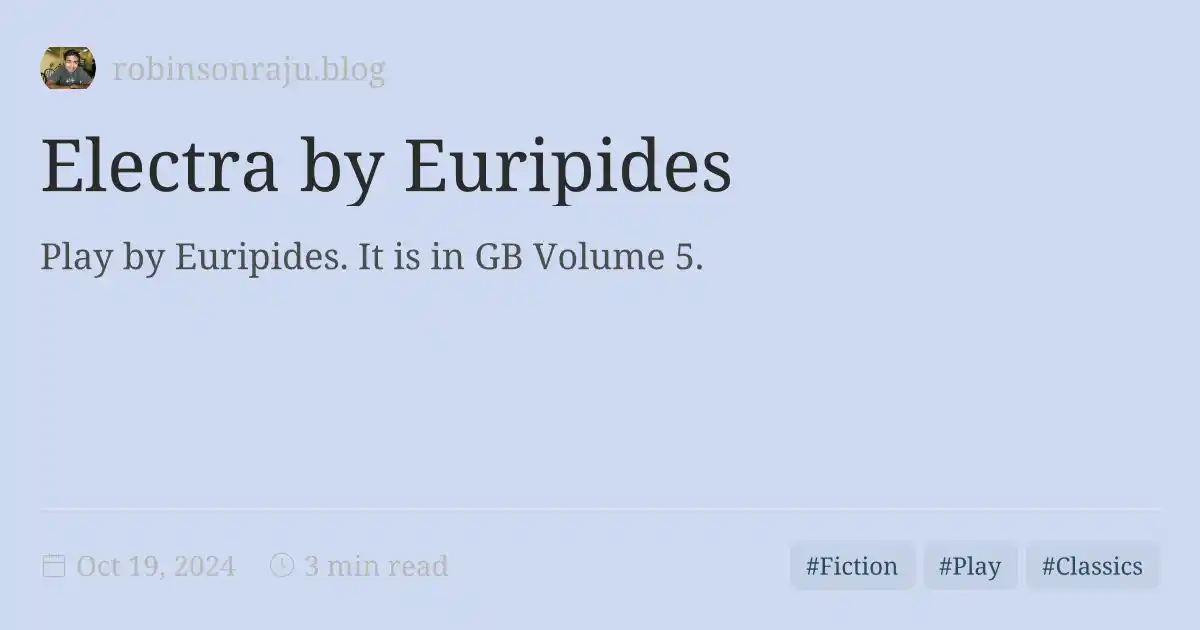 robinsonraju.blog
Electra by Euripides
Play by Euripides. It is in GB Volume 5.
Oct 19, 2024 3 min read #Fiction #Play #Classics